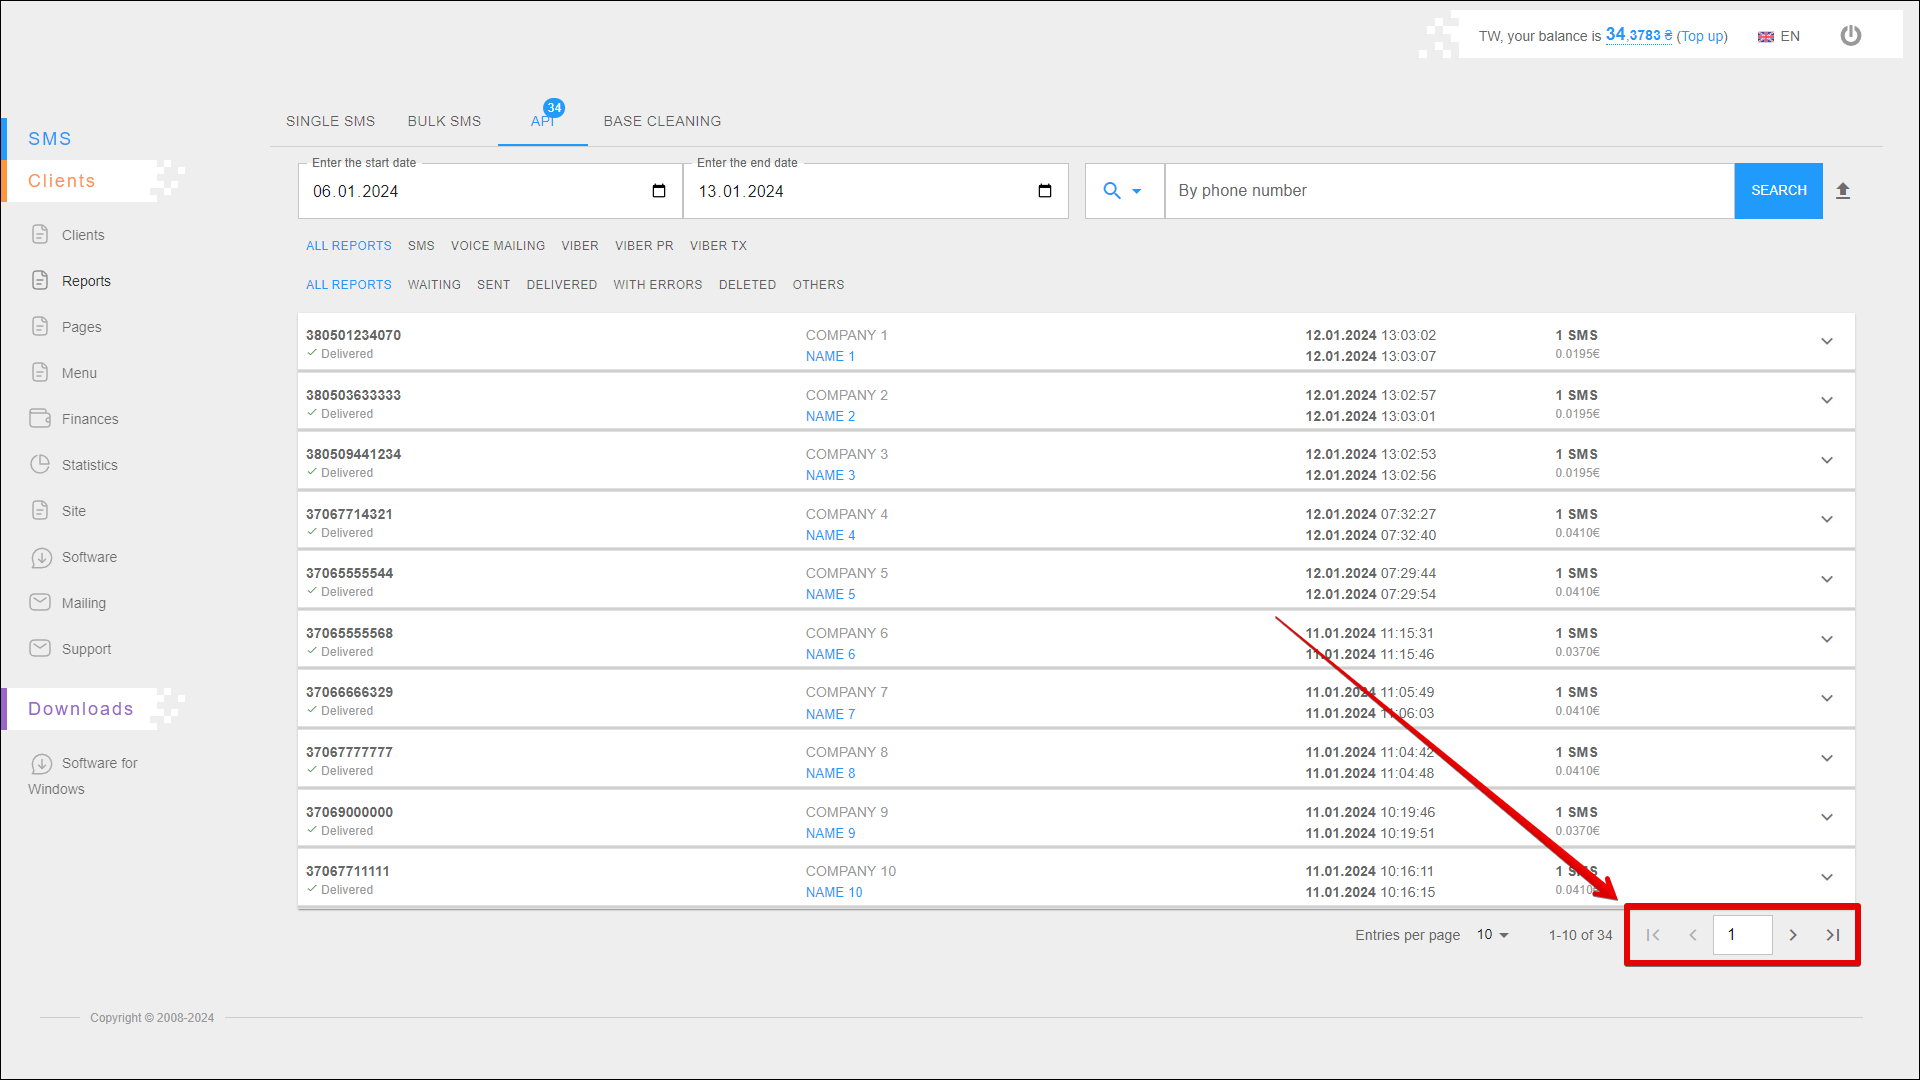 TW, your balance is 34,3783 ₴ (Top up) EN
SINGLE SMS BULK SMS API 34 BASE CLEANING
SMS
Clients
Clients
Reports
Pages
Menu
Finances
Statistics
Site
Software
Mailing
Support
Downloads
Software for
Windows
Enter the start date Enter the end date
06.01.2024 13.01.2024 By phone number SEARCH
ALL REPORTS SMS VOICE MAILING VIBER VIBER PR VIBER TX
ALL REPORTS WAITING SENT DELIVERED WITH ERRORS DELETED OTHERS
380501234070 COMPANY 1 12.01.2024 13:03:02 1 SMS
Delivered NAME 1 12.01.2024 13:03:07 0.0195€
380503633333 COMPANY 2 12.01.2024 13:02:57 1 SMS
Delivered NAME 2 12.01.2024 13:03:01 0.0195€
380509441234 COMPANY 3 12.01.2024 13:02:53 1 SMS
Delivered NAME 3 12.01.2024 13:02:56 0.0195€
37067714321 COMPANY 4 12.01.2024 07:32:27 1 SMS
Delivered NAME 4 12.01.2024 07:32:40 0.0410€
37065555544 COMPANY 5 12.01.2024 07:29:44 1 SMS
Delivered NAME 5 12.01.2024 07:29:54 0.0410€
37065555568 COMPANY 6 11.01.2024 11:15:31 1 SMS
Delivered NAME 6 11.01.2024 11:15:46 0.0370€
37066666329 COMPANY 7 11.01.2024 11:05:49 1 SMS
Delivered NAME 7 11.01.2024 11:06:03 0.0410€
37067777777 COMPANY 8 11.01.2024 11:04:42 1 SMS
Delivered NAME 8 11.01.2024 11:04:48 0.0410€
37069000000 COMPANY 9 11.01.2024 10:19:46 1 SMS
Delivered NAME 9 11.01.2024 10:19:51 0.0370€
37067711111 COMPANY 10 11.01.2024 10:16:11 1 SMS
Delivered NAME 10 11.01.2024 10:16:15 0.0410€
Entries per page 10 1-10 of 34 1
Copyright © 2008-2024